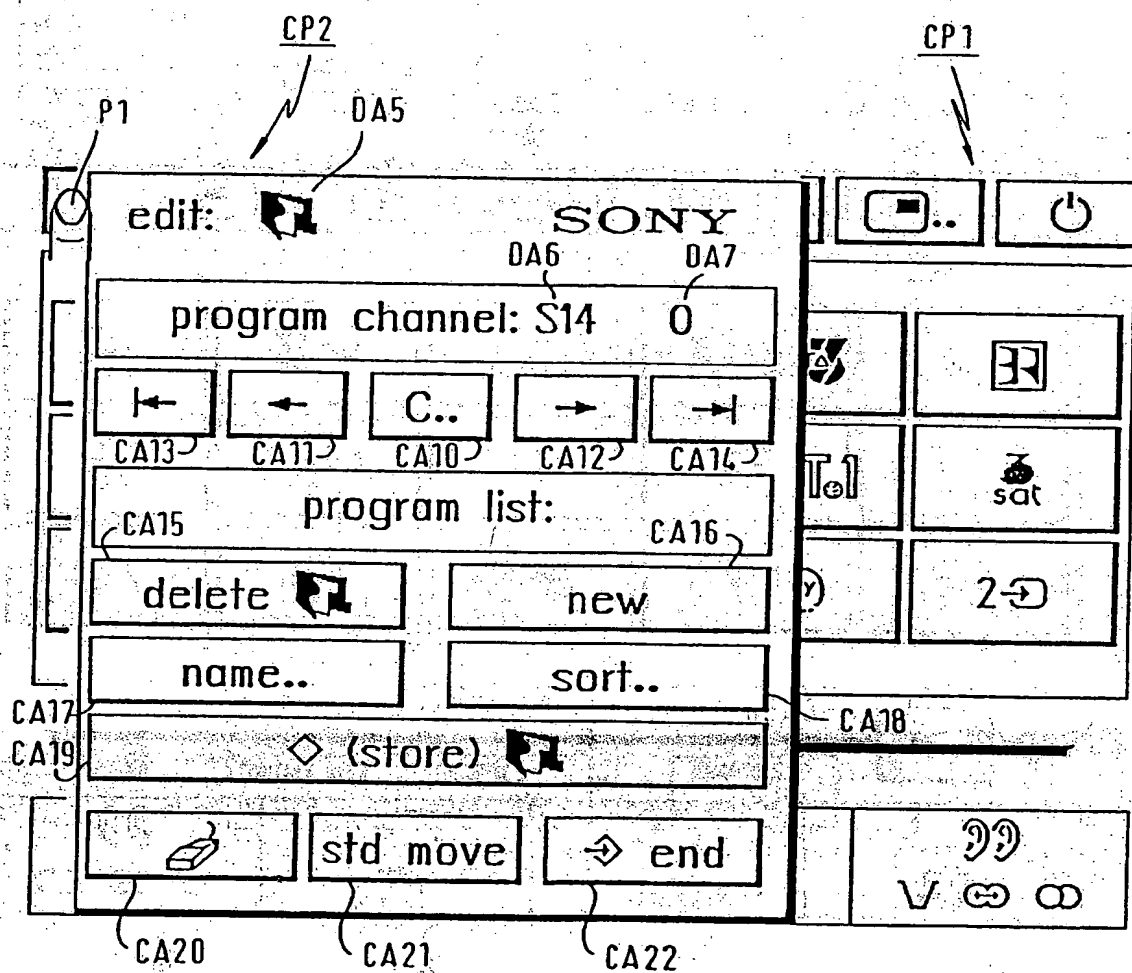 CP2
CP1
P1
DA5
edit:
SONY
DA6
DA7
program channel: S14 0
C..
CA13
CA11
CA10
CA12
CA14
T.1
sat
program list:
CA15
CA16
delete
new
2
name..
sort..
CA17
CA18
CA19
(store)
std move
end
CA20
CA21
CA22